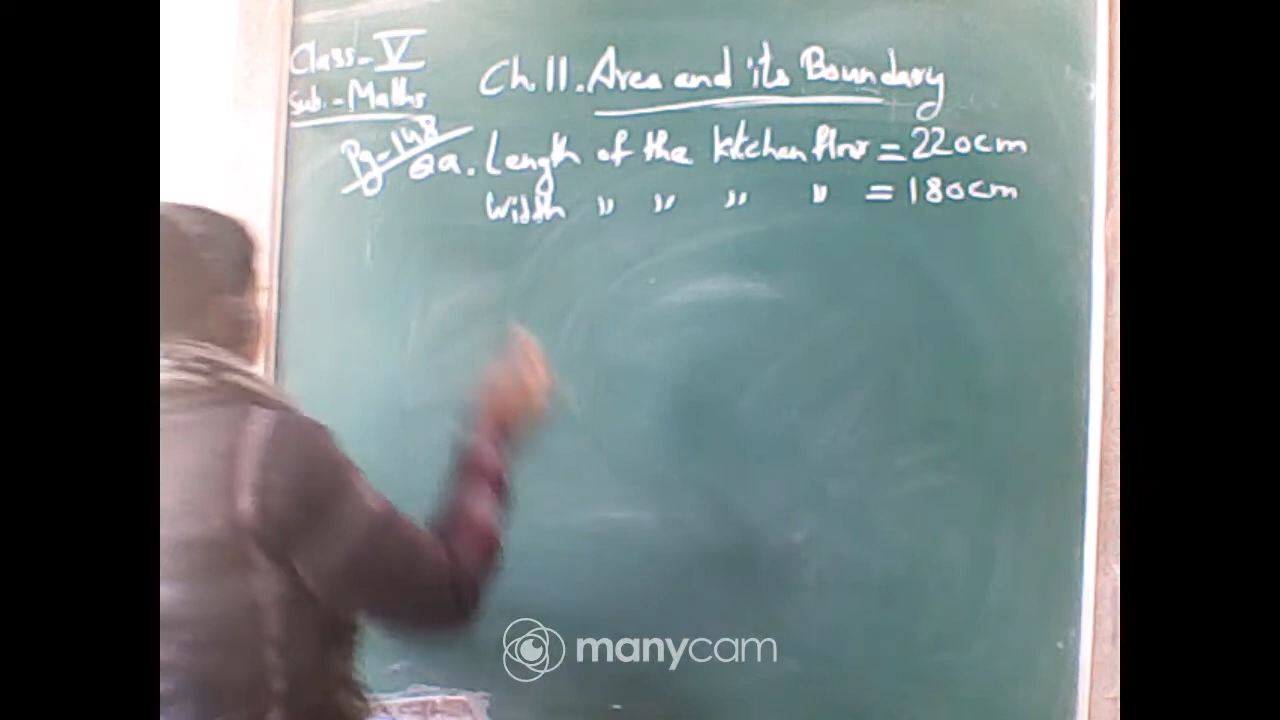 Class-V
Sub.-Maths
Ch.11. Area and its Boundary
Pg-148
Qa. Length of the kitchen floor = 220cm
Width " " " " = 180cm
manycam